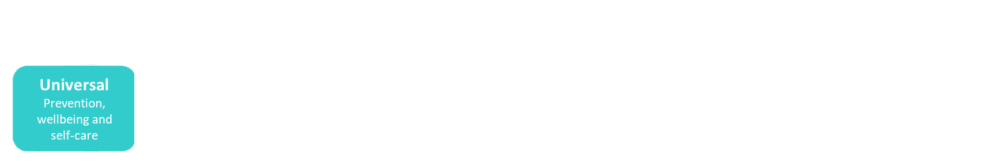 Universal
Prevention,
wellbeing and
self-care